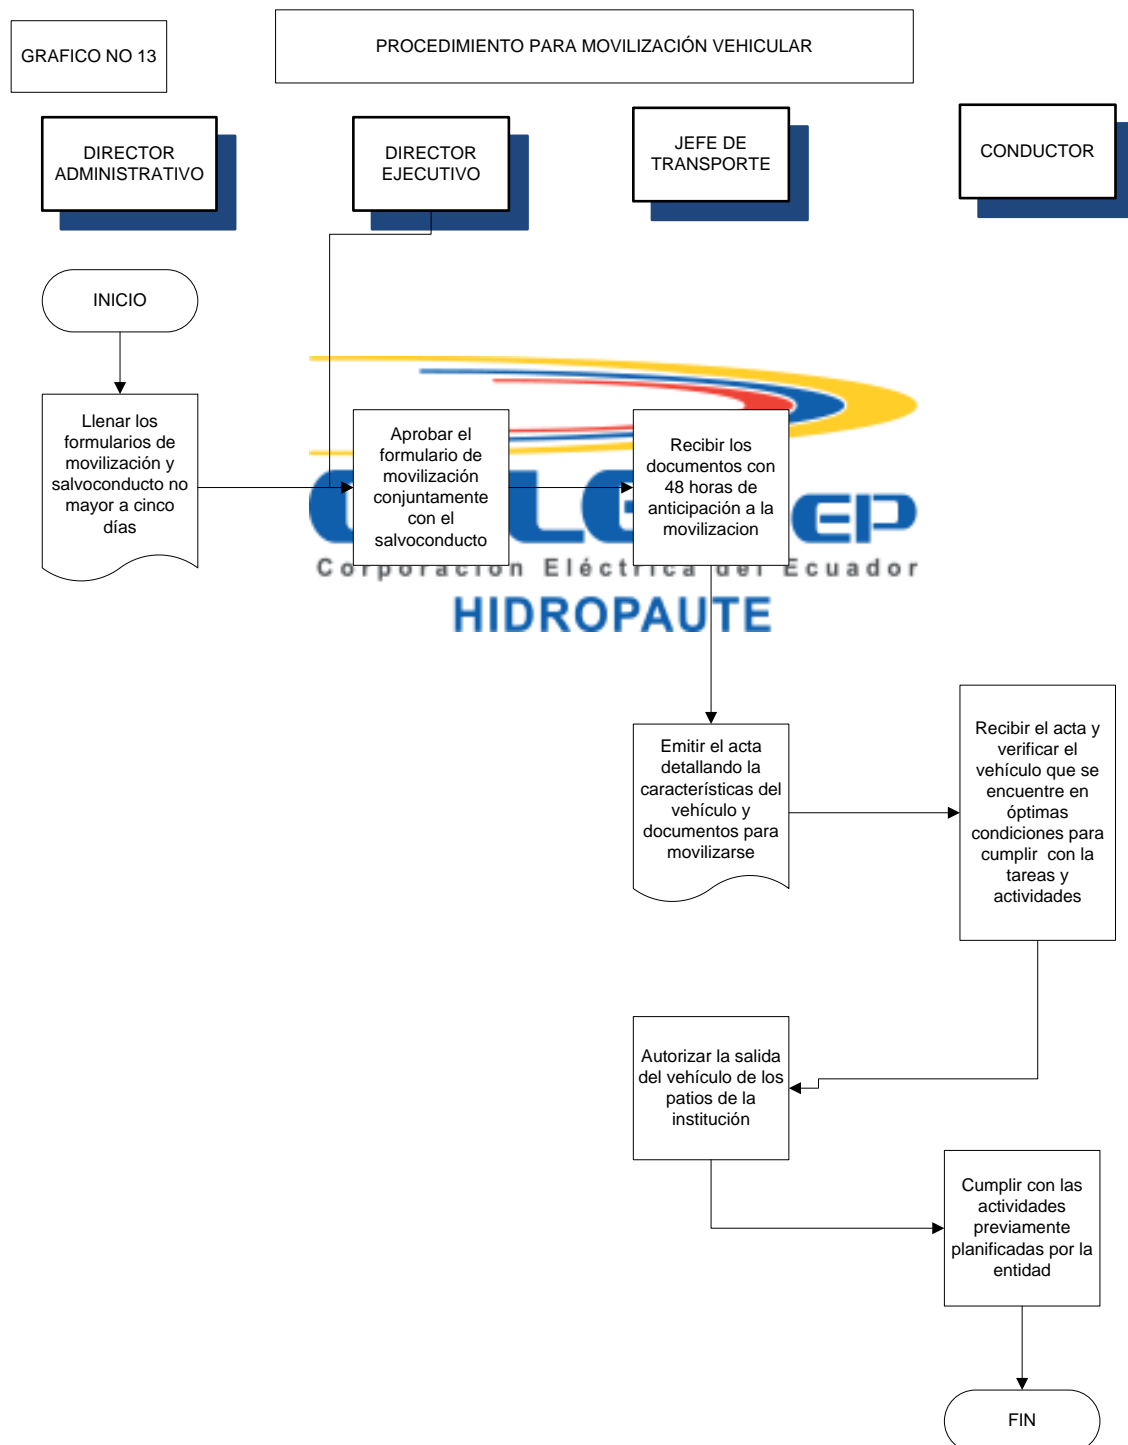 GRAFICO NO 13
PROCEDIMIENTO PARA MOVILIZACIÓN VEHICULAR
DIRECTOR
ADMINISTRATIVO
DIRECTOR
EJECUTIVO
JEFE DE
TRANSPORTE
CONDUCTOR
INICIO
Llenar los
formularios de
movilización y
salvoconducto no
mayor a cinco
días
Aprobar el
formulario de
movilización
conjuntamente
con el
salvoconducto
Recibir los
documentos con
48 horas de
anticipación a la
movilizacion
EP
Corporación Eléctrica del Ecuador
HIDROPAUTE
Emitir el acta
detallando la
características del
vehículo y
documentos para
movilizarse
Recibir el acta y
verificar el
vehículo que se
encuentre en
óptimas
condiciones para
cumplir con la
tareas y
actividades
Autorizar la salida
del vehículo de los
patios de la
institución
Cumplir con las
actividades
previamente
planificadas por la
entidad
FIN